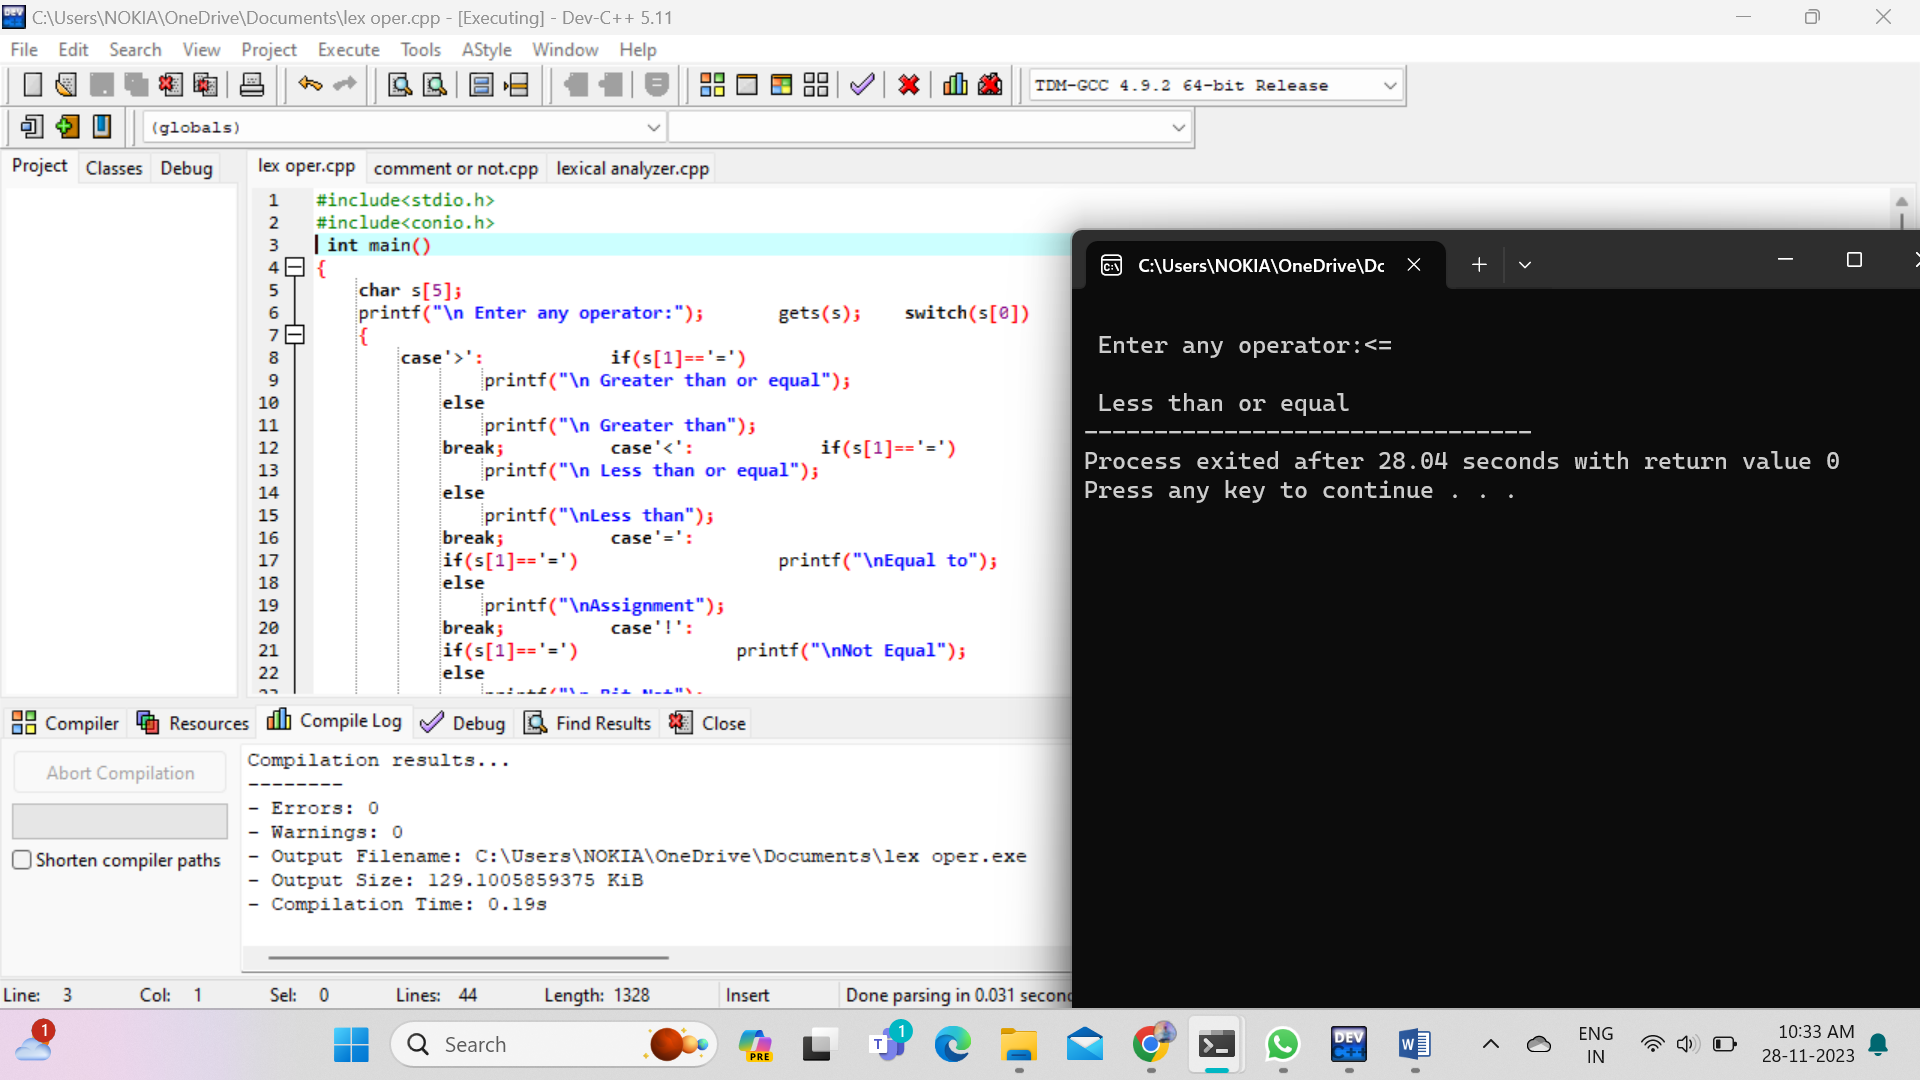 C:\Users\NOKIA\OneDrive\Documents\lex oper.cpp - [Executing] - Dev-C++ 5.11
File Edit Search View Project Execute Tools AStyle Window Help
TDM-GCC 4.9.2 64-bit Release
(globals)
Project Classes Debug
lex oper.cpp comment or not.cpp lexical analyzer.cpp
1 #include<stdio.h>
2 #include<conio.h>
3 int main()
4 {
5 char s[5];
6 printf("\n Enter any operator:"); gets(s); switch(s[0])
7 {
8 case'>': if(s[1]=='=')
9 printf("\n Greater than or equal");
10 else
11 printf("\n Greater than");
12 break; case'<': if(s[1]=='=')
13 printf("\n Less than or equal");
14 else
15 printf("\nLess than");
16 break; case'=':
17 if(s[1]=='=') printf("\nEqual to");
18 else
19 printf("\nAssignment");
20 break; case'!':
21 if(s[1]=='=') printf("\nNot Equal");
22 else
C:\Users\NOKIA\OneDrive\Dc
Enter any operator:<=
Less than or equal
--------------------------------
Process exited after 28.04 seconds with return value 0
Press any key to continue . . .
Compiler Resources Compile Log Debug Find Results Close
Abort Compilation
Shorten compiler paths
Compilation results...
--------
- Errors: 0
- Warnings: 0
- Output Filename: C:\Users\NOKIA\OneDrive\Documents\lex oper.exe
- Output Size: 129.1005859375 KiB
- Compilation Time: 0.19s
Line: 3 Col: 1 Sel: 0 Lines: 44 Length: 1328 Insert Done parsing in 0.031
1
Search
PRE
T 1
DEV C++
W
ENG
IN
10:33 AM
28-11-2023